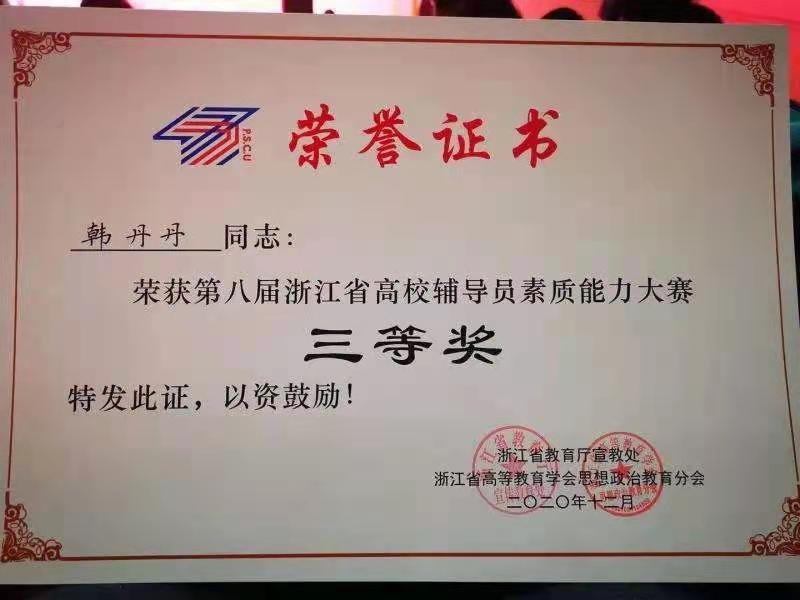 P.S.C.U
荣誉证书
韩丹丹 同志：
荣获第八届浙江省高校辅导员素质能力大赛
三等奖
特发此证，以资鼓励！
浙江省教育厅宣教处
浙江省高等教育学会思想政治教育分会
二〇二〇年十二月